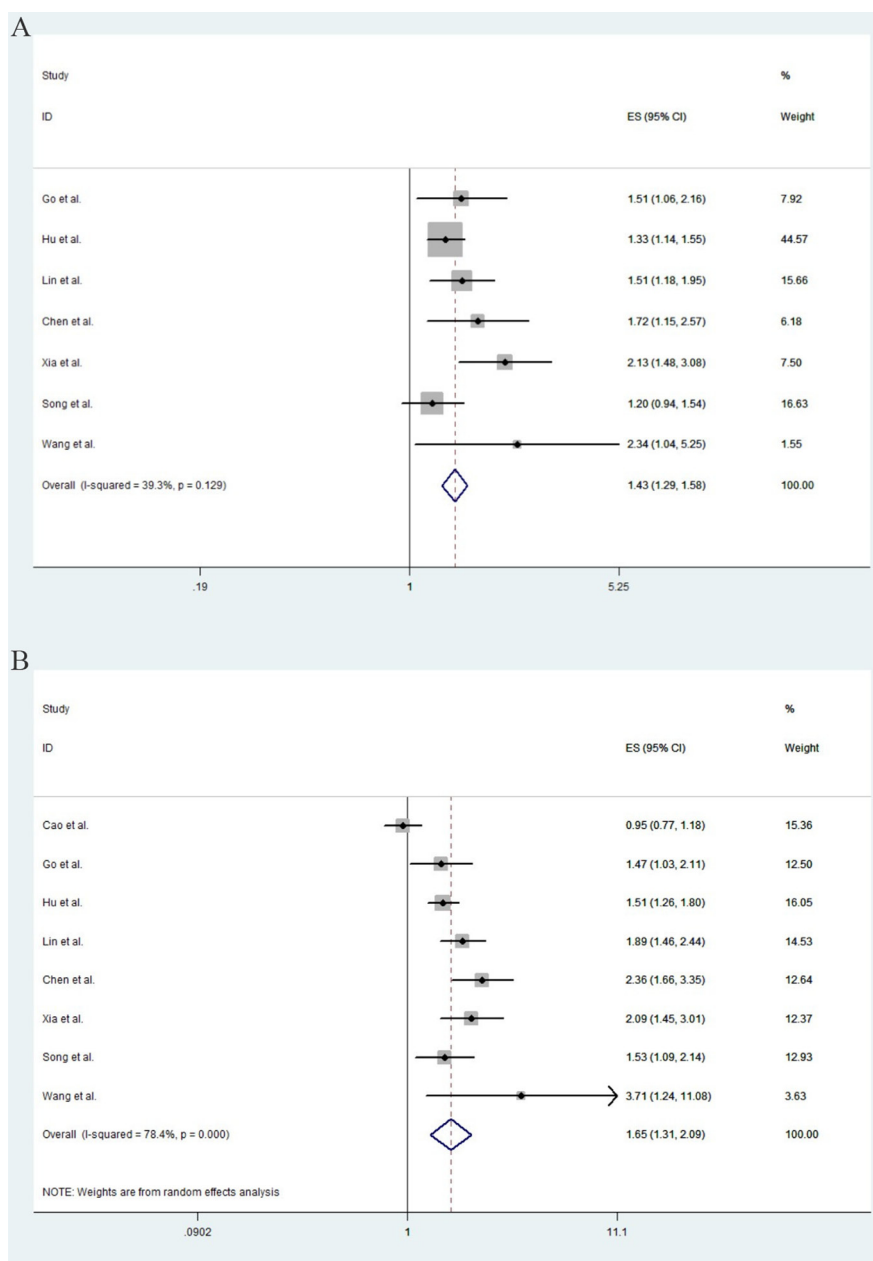 A
Study %
ID ES (95% CI) Weight
Go et al. 1.51 (1.06, 2.16) 7.92
Hu et al. 1.33 (1.14, 1.55) 44.57
Lin et al. 1.51 (1.18, 1.95) 15.66
Chen et al. 1.72 (1.15, 2.57) 6.18
Xia et al. 2.13 (1.48, 3.08) 7.50
Song et al. 1.20 (0.94, 1.54) 16.63
Wang et al. 2.34 (1.04, 5.25) 1.55
Overall (I-squared = 39.3%, p = 0.129) 1.43 (1.29, 1.58) 100.00
.19 1 5.25
B
Study %
ID ES (95% CI) Weight
Cao et al. 0.95 (0.77, 1.18) 15.36
Go et al. 1.47 (1.03, 2.11) 12.50
Hu et al. 1.51 (1.26, 1.80) 16.05
Lin et al. 1.89 (1.46, 2.44) 14.53
Chen et al. 2.36 (1.66, 3.35) 12.64
Xia et al. 2.09 (1.45, 3.01) 12.37
Song et al. 1.53 (1.09, 2.14) 12.93
Wang et al. 3.71 (1.24, 11.08) 3.63
Overall (I-squared = 78.4%, p = 0.000) 1.65 (1.31, 2.09) 100.00
NOTE: Weights are from random effects analysis
.0902 1 11.1